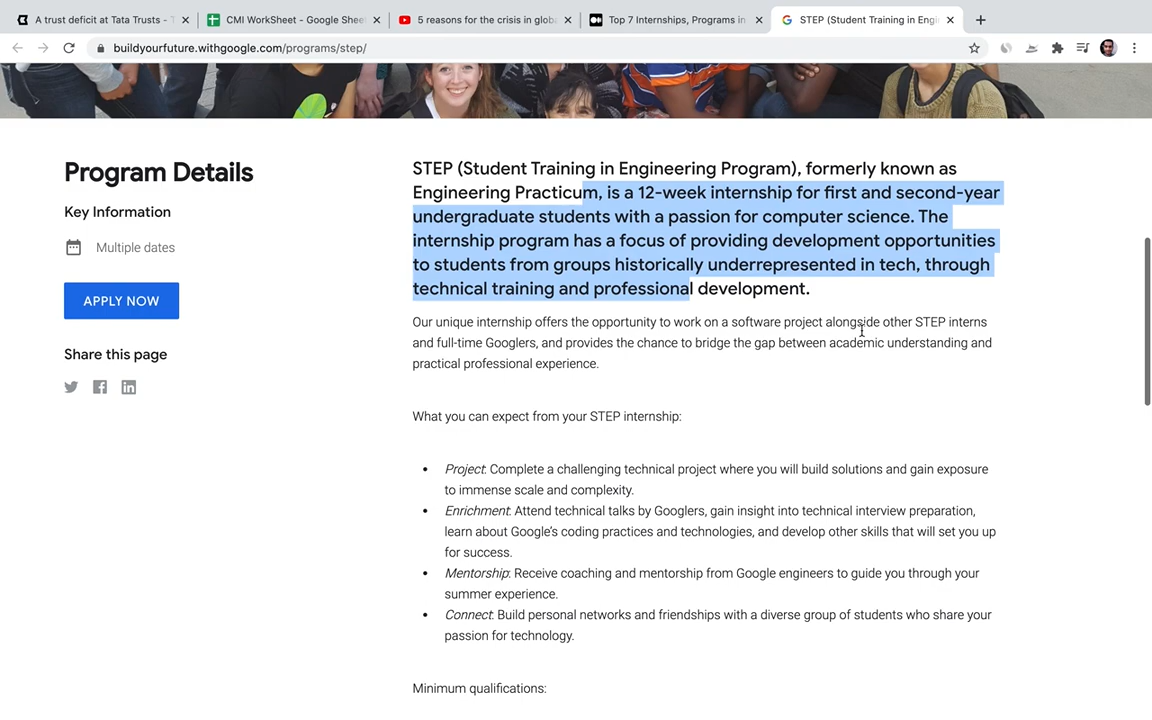 A trust deficit at Tata Trusts -
CMI WorkSheet - Google Shee
5 reasons for the crisis in glob
Top 7 Internships, Programs in
STEP (Student Training in Engi
buildyourfuture.withgoogle.com/programs/step/
Program Details
Key Information
Multiple dates
APPLY NOW
Share this page
STEP (Student Training in Engineering Program), formerly known as
Engineering Practicum, is a 12-week internship for first and second-year
undergraduate students with a passion for computer science. The
internship program has a focus of providing development opportunities
to students from groups historically underrepresented in tech, through
technical training and professional development.
Our unique internship offers the opportunity to work on a software project alongside other STEP interns
and full-time Googlers, and provides the chance to bridge the gap between academic understanding and
practical professional experience.
What you can expect from your STEP internship:
• Project: Complete a challenging technical project where you will build solutions and gain exposure
to immense scale and complexity.
• Enrichment: Attend technical talks by Googlers, gain insight into technical interview preparation,
learn about Google's coding practices and technologies, and develop other skills that will set you up
for success.
• Mentorship: Receive coaching and mentorship from Google engineers to guide you through your
summer experience.
• Connect: Build personal networks and friendships with a diverse group of students who share your
passion for technology.
Minimum qualifications: